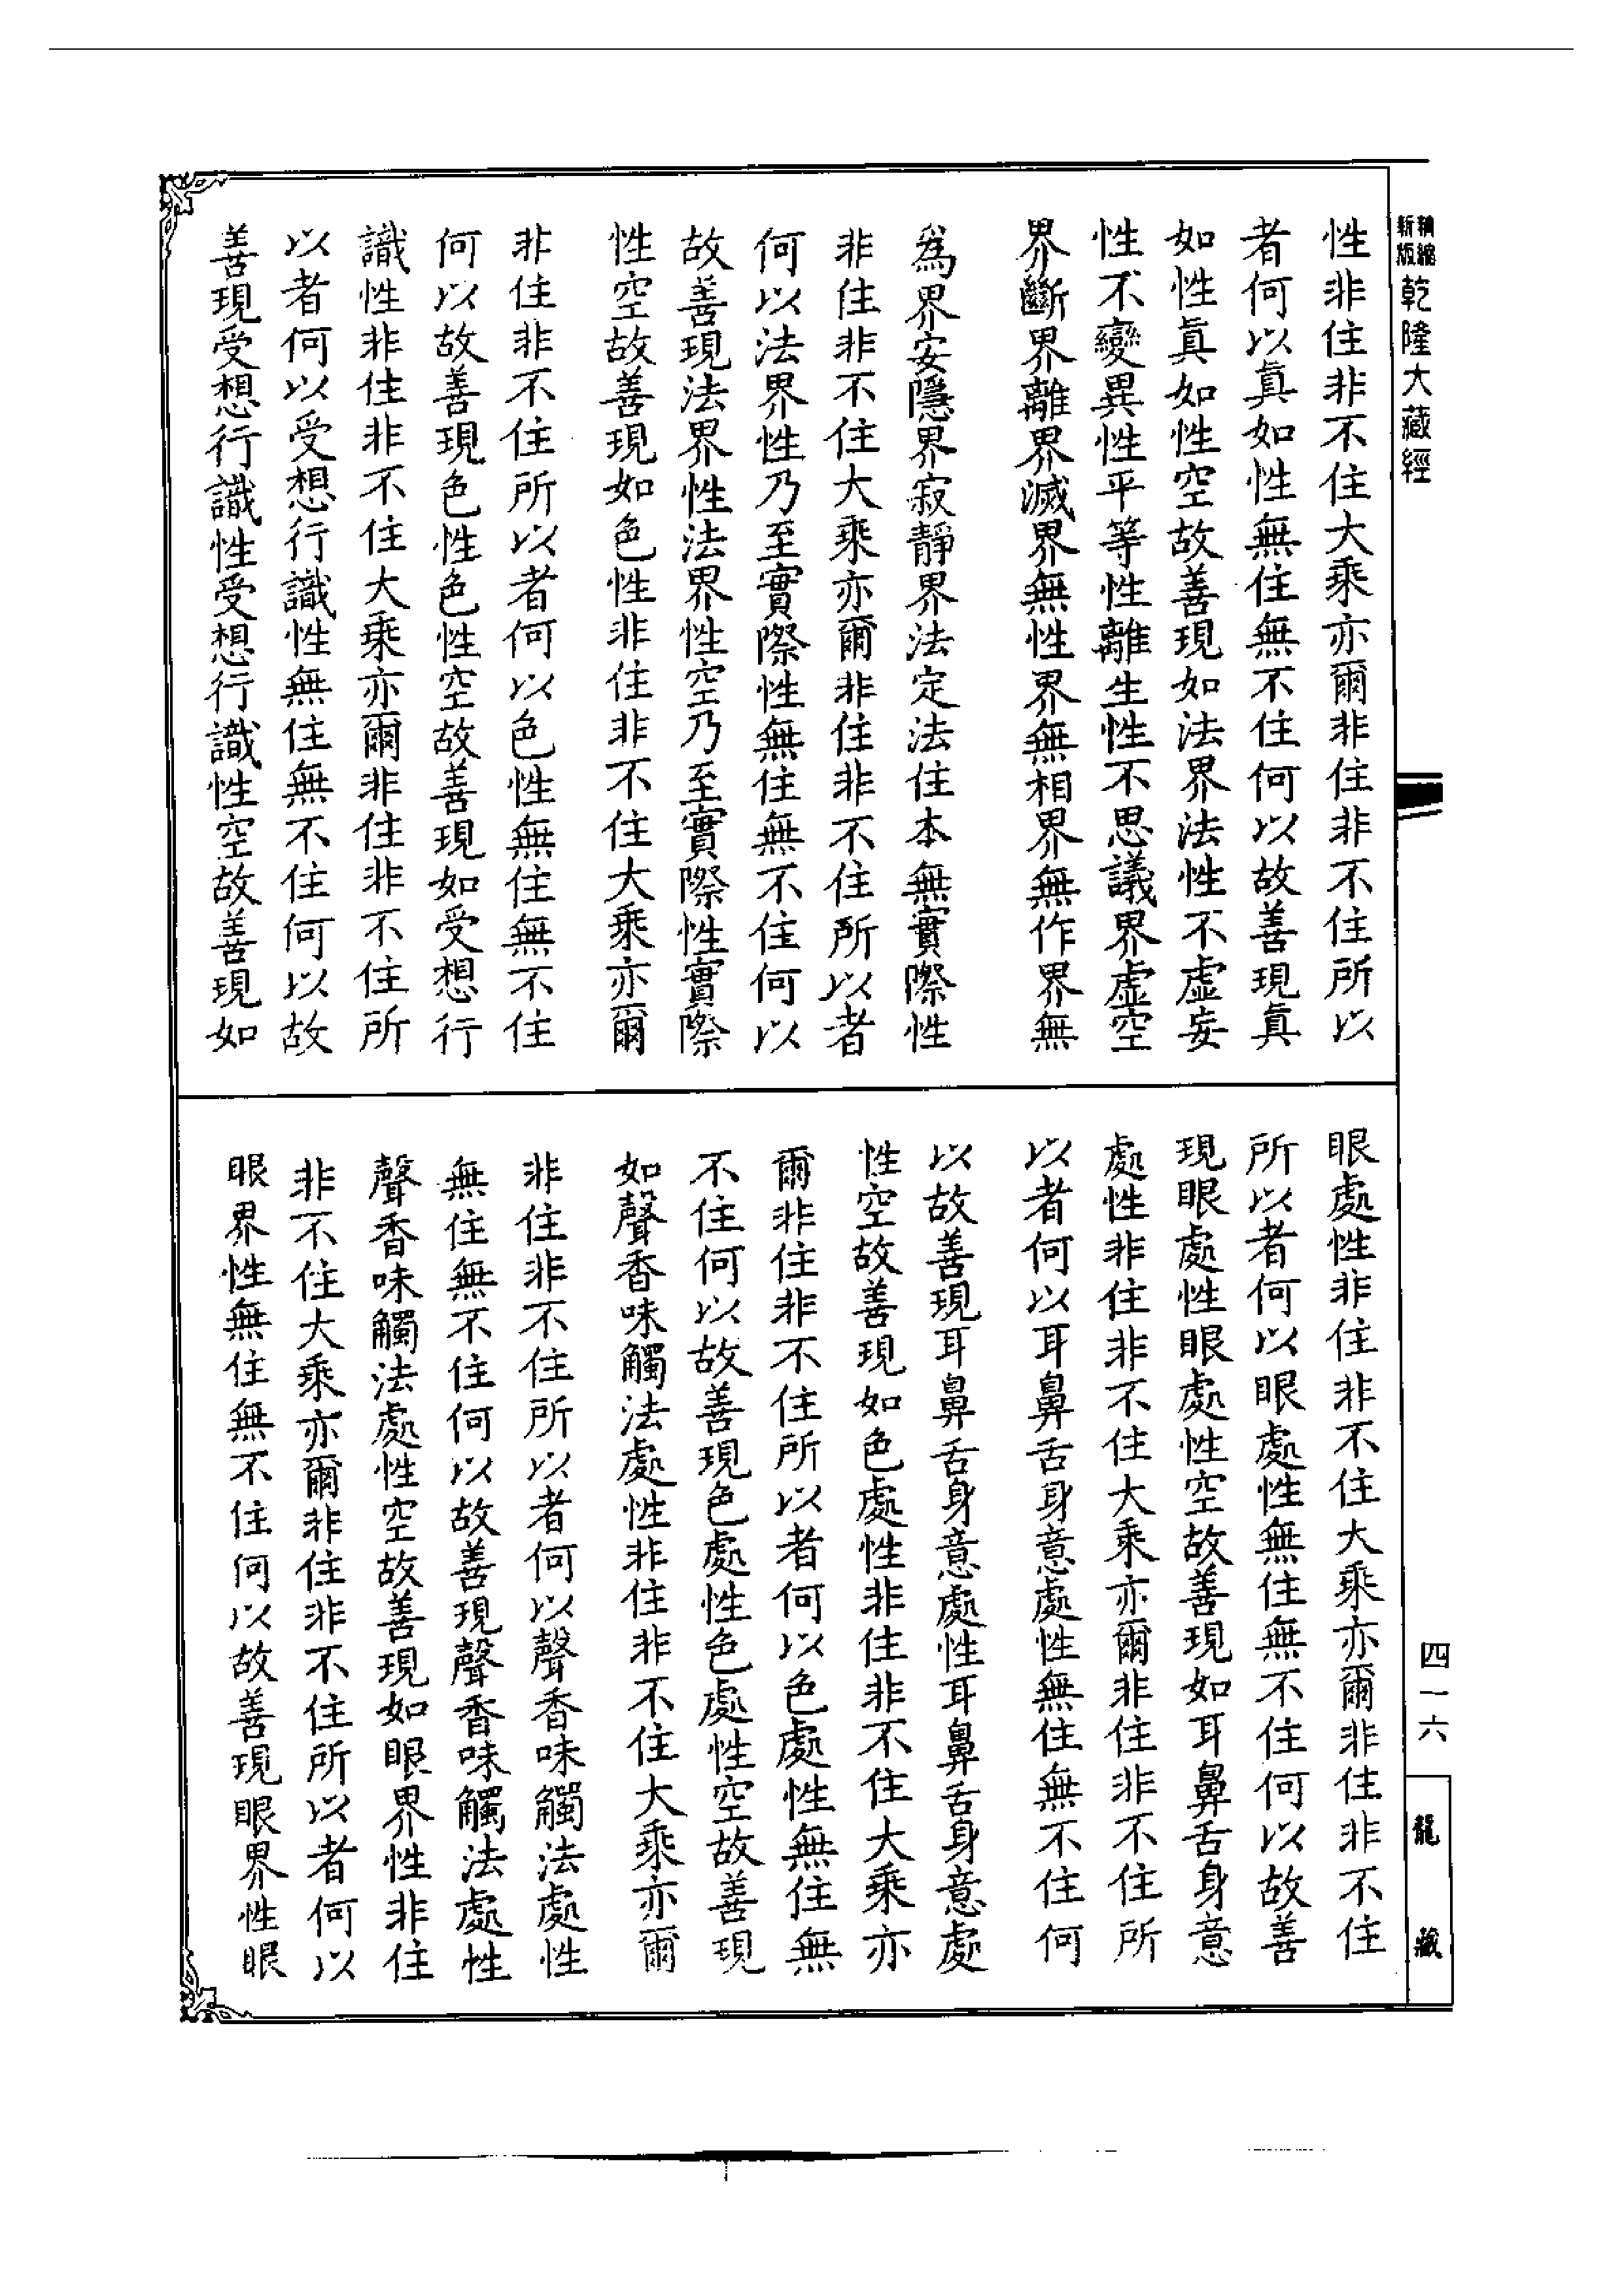 新版精縮乾隆大藏經
性非住非不住大乘亦爾非住非不住所以
者何以真如性無住無不住何以故善現真
如性真如性空故善現如法界法性不虛妄
性不變異性平等性離生性不思議界虛空
界斷界離界滅界無性界無相界無作界無
為界安隱界寂靜界法定法住本無實際性
非住非不住大乘亦爾非住非不住所以者
何以法界性乃至實際性無住無不住何以
故善現法界性法界性空乃至實際性實際
性空故善現如色性非住非不住大乘亦爾
非住非不住所以者何以色性無住無不住
何以故善現色性色性空故善現如受想行
識性非住非不住大乘亦爾非住非不住所
以者何以受想行識性無住無不住何以故
善現受想行識性受想行識性空故善現如
眼處性非住非不住大乘亦爾非住非不住
所以者何以眼處性無住無不住何以故善
現眼處性眼處性空故善現如耳鼻舌身意
處性非住非不住大乘亦爾非住非不住所
以者何以耳鼻舌身意處性無住無不住何
以故善現耳鼻舌身意處性耳鼻舌身意處
性空故善現如色處性非住非不住大乘亦
爾非住非不住所以者何以色處性無住無
不住何以故善現色處性色處性空故善現
如聲香味觸法處性非住非不住大乘亦爾
非住非不住所以者何以聲香味觸法處性
無住無不住何以故善現聲香味觸法處性
聲香味觸法處性空故善現如眼界性非住
非不住大乘亦爾非住非不住所以者何以
眼界性無住無不住何以故善現眼界性眼
四一六
龍藏